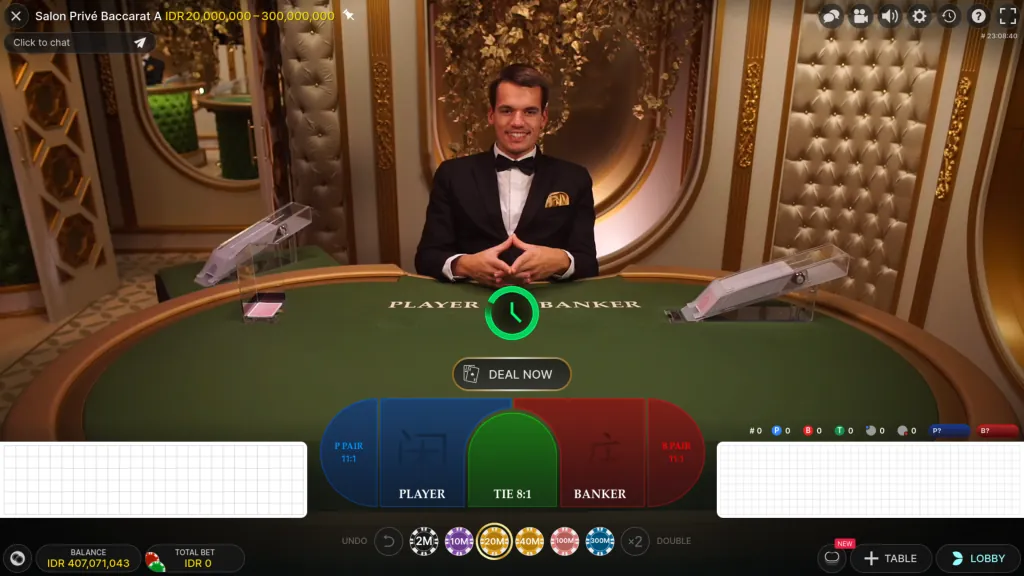 Salon Privé Baccarat A IDR 20,000,000 – 300,000,000
Click to chat
# 23:08:40
PLAYER BANKER
DEAL NOW
#0 P 0 B 0 T 0 0 0 P? B?
P PAIR
11:1
闲
庄
B PAIR
11:1
PLAYER
TIE 8:1
BANKER
UNDO
2M
10M
20M
40M
100M
300M
×2
DOUBLE
BALANCE
IDR 407,071,043
TOTAL BET
IDR 0
NEW
TABLE
LOBBY